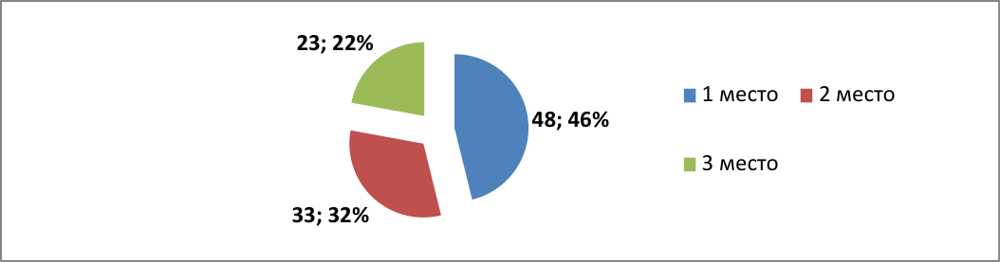 23; 22%
48; 46%
33; 32%
1 место 2 место
3 место